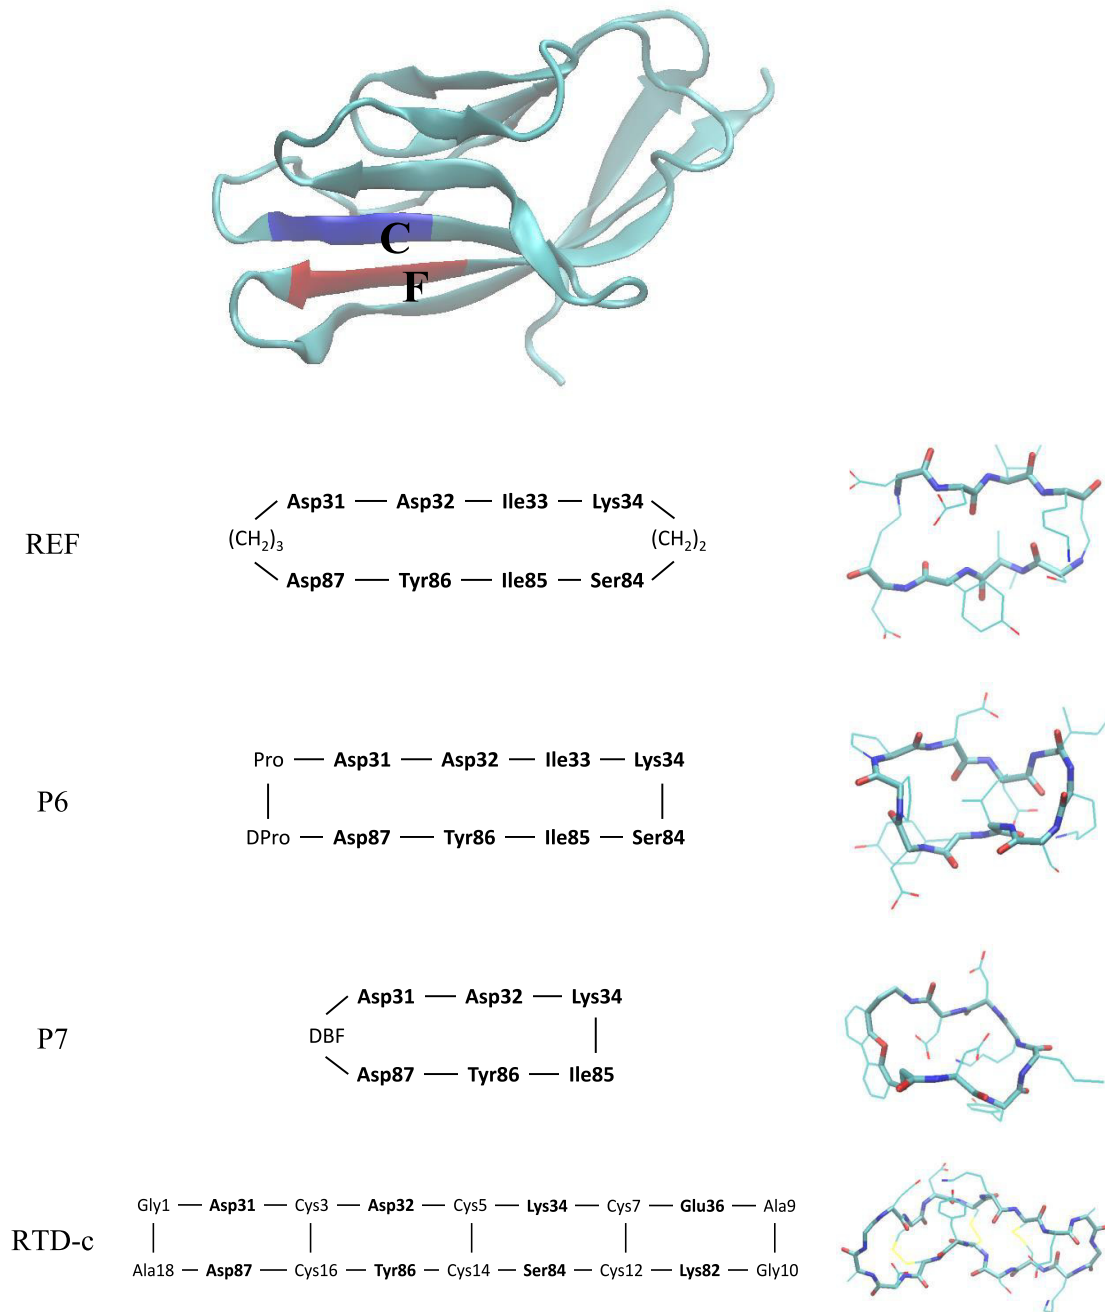 C
F
Asp31 — Asp32 — Ile33 — Lys34
REF
(CH2)3 (CH2)2
Asp87 — Tyr86 — Ile85 — Ser84
Pro — Asp31 — Asp32 — Ile33 — Lys34
P6
DPro — Asp87 — Tyr86 — Ile85 — Ser84
Asp31 — Asp32 — Lys34
P7
DBF
Asp87 — Tyr86 — Ile85
Gly1 — Asp31 — Cys3 — Asp32 — Cys5 — Lys34 — Cys7 — Glu36 — Ala9
RTD-c
Ala18 — Asp87 — Cys16 — Tyr86 — Cys14 — Ser84 — Cys12 — Lys82 — Gly10